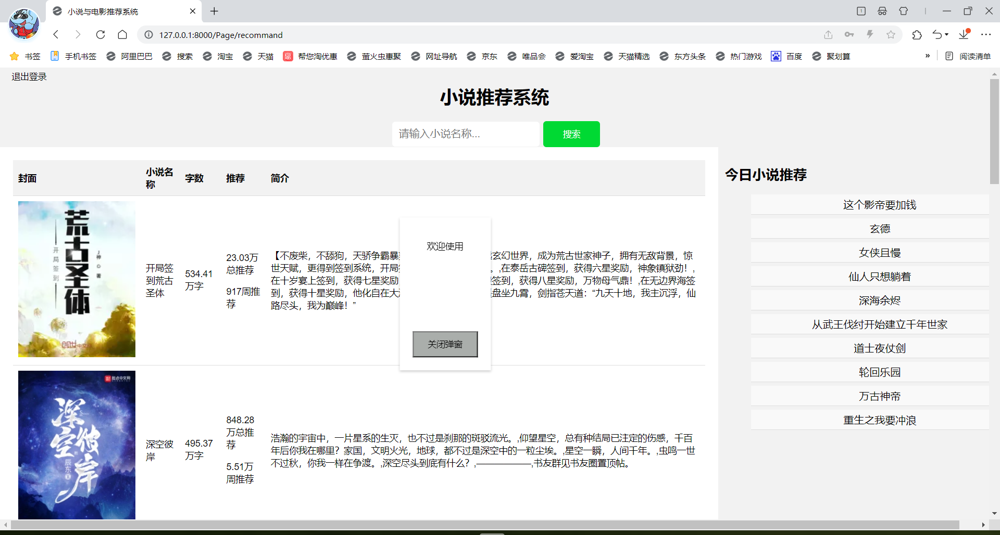 小说与电影推荐系统
127.0.0.1:8000/Page/recommand
书签 手机书签 阿里巴巴 搜索 淘宝 天猫 惠 帮您淘优惠 萤火虫惠聚 网址导航 京东 唯品会 爱淘宝 天猫精选 东方头条 热门游戏 百度 聚划算 » 阅读清单
退出登录
小说推荐系统
请输入小说名称...
搜索
封面 小说名称 字数 推荐 简介
荒古圣体
开局签到
J神 著
开局签
到荒古
圣体
534.41
万字
23.03万
总推荐
917周推
荐
【不废柴，不舔狗，天骄争霸暴
玄幻世界，成为荒古世家神子，拥有无敌背景，惊
世天赋，更得到签到系统，开局
。,在泰岳古碑签到，获得六星奖励，神象镇狱劲！,
在十岁宴上签到，获得七星奖励
签到，获得八星奖励，万物母气鼎！,在无边界海签
到，获得十星奖励，他化自在大
盘坐九霄，剑指苍天道：“九天十地，我主沉浮，仙
路尽头，我为巅峰！”
欢迎使用
关闭弹窗
起点中文网
深空彼岸
辰东
深空彼
岸
495.37
万字
848.28
万总推
荐
5.51万
周推荐
浩瀚的宇宙中，一片星系的生灭，也不过是刹那的斑驳流光。,仰望星空，总有种结局已注定的伤感，千百
年后你我在哪里？家国，文明火光，地球，都不过是深空中的一粒尘埃。,星空一瞬，人间千年。,虫鸣一世
不过秋，你我一样在争渡。,深空尽头到底有什么？,——————,书友群见书友圈置顶帖。
今日小说推荐
这个影帝要加钱
玄德
女侠且慢
仙人只想躺着
深海余烬
从武王伐纣开始建立千年世家
道士夜仗剑
轮回乐园
万古神帝
重生之我要冲浪